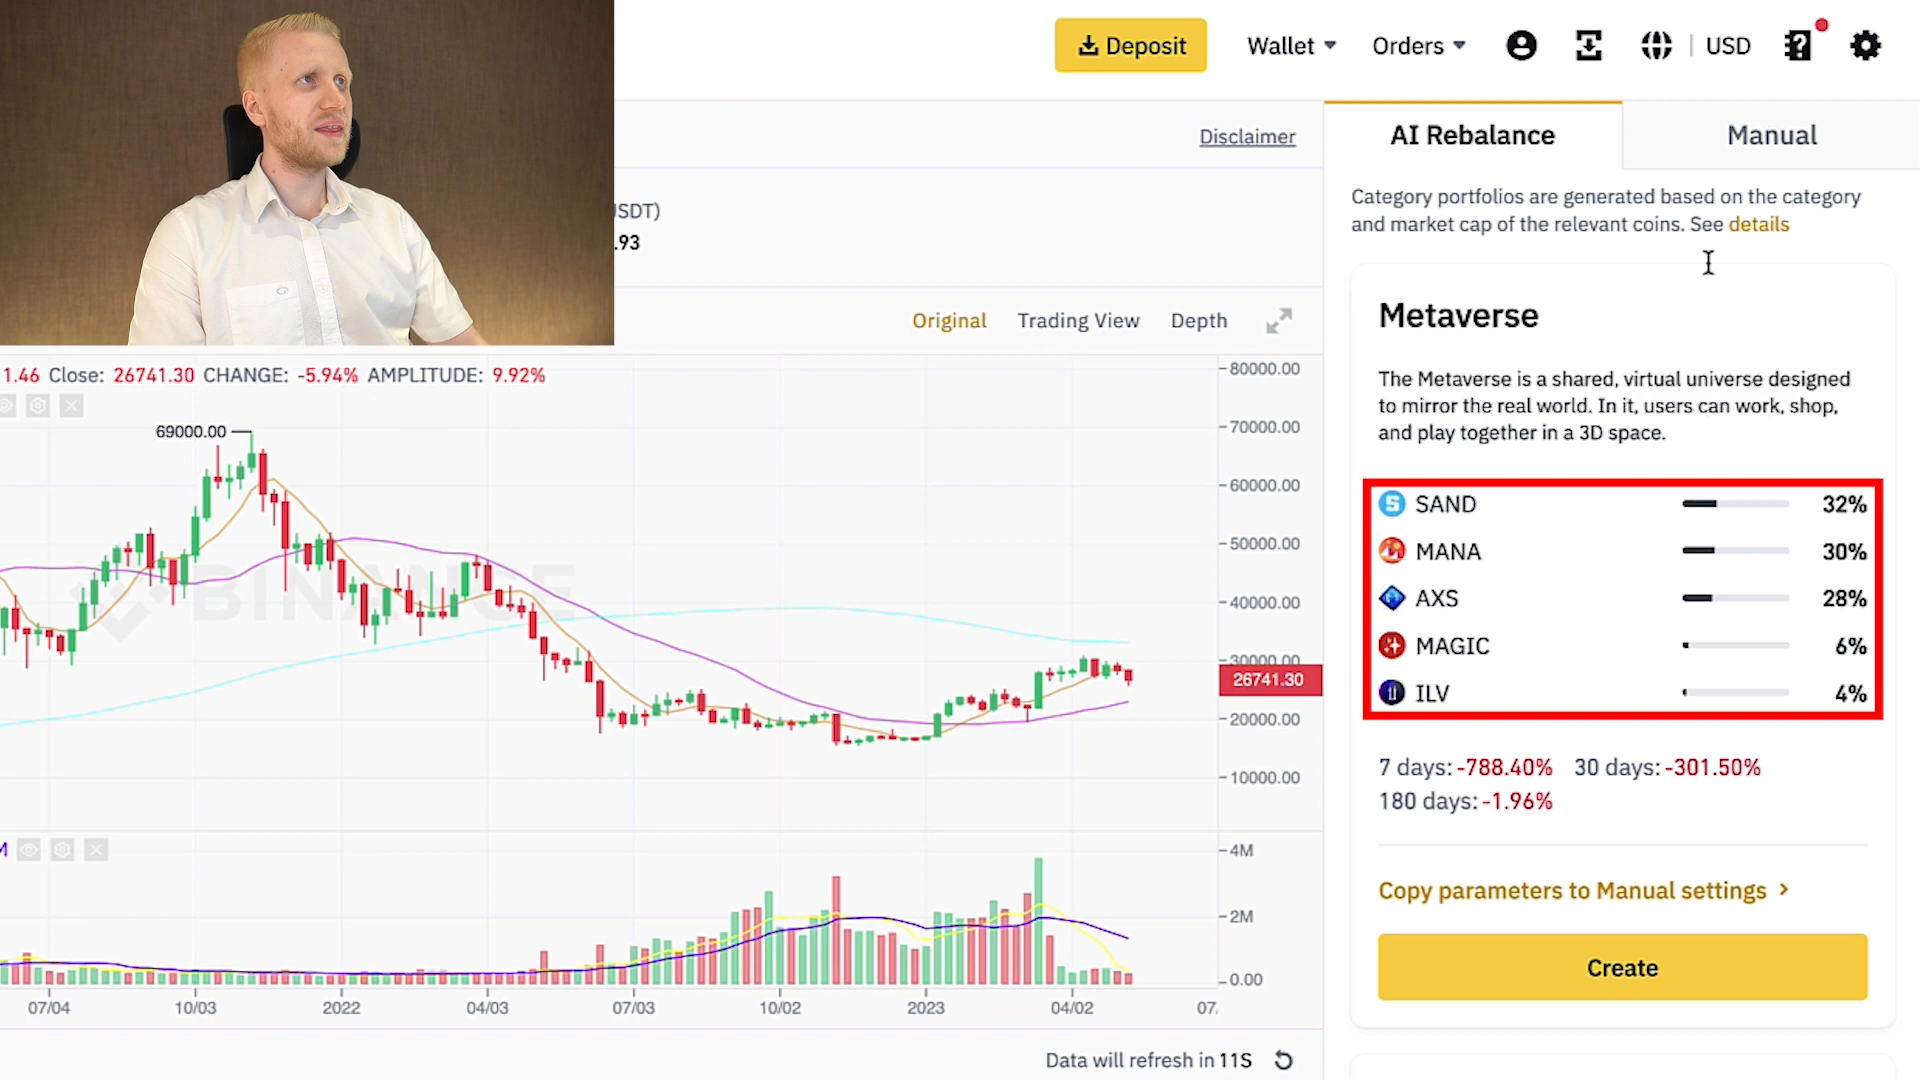 Deposit
Wallet
Orders
USD
Disclaimer
AI Rebalance
Manual
Category portfolios are generated based on the category
and market cap of the relevant coins. See details
SDT)
.93
Original
Trading View
Depth
Metaverse
The Metaverse is a shared, virtual universe designed
to mirror the real world. In it, users can work, shop,
and play together in a 3D space.
1.46 Close: 26741.30 CHANGE: -5.94% AMPLITUDE: 9.92%
69000.00
BINANCE
80000.00
70000.00
60000.00
50000.00
40000.00
30000.00
26741.30
20000.00
10000.00
SAND 32%
MANA 30%
AXS 28%
MAGIC 6%
ILV 4%
7 days: -788.40% 30 days: -301.50%
180 days: -1.96%
Copy parameters to Manual settings
Create
4M
2M
0.00
07/04
10/03
2022
04/03
07/03
10/02
2023
04/02
07.
Data will refresh in 11S